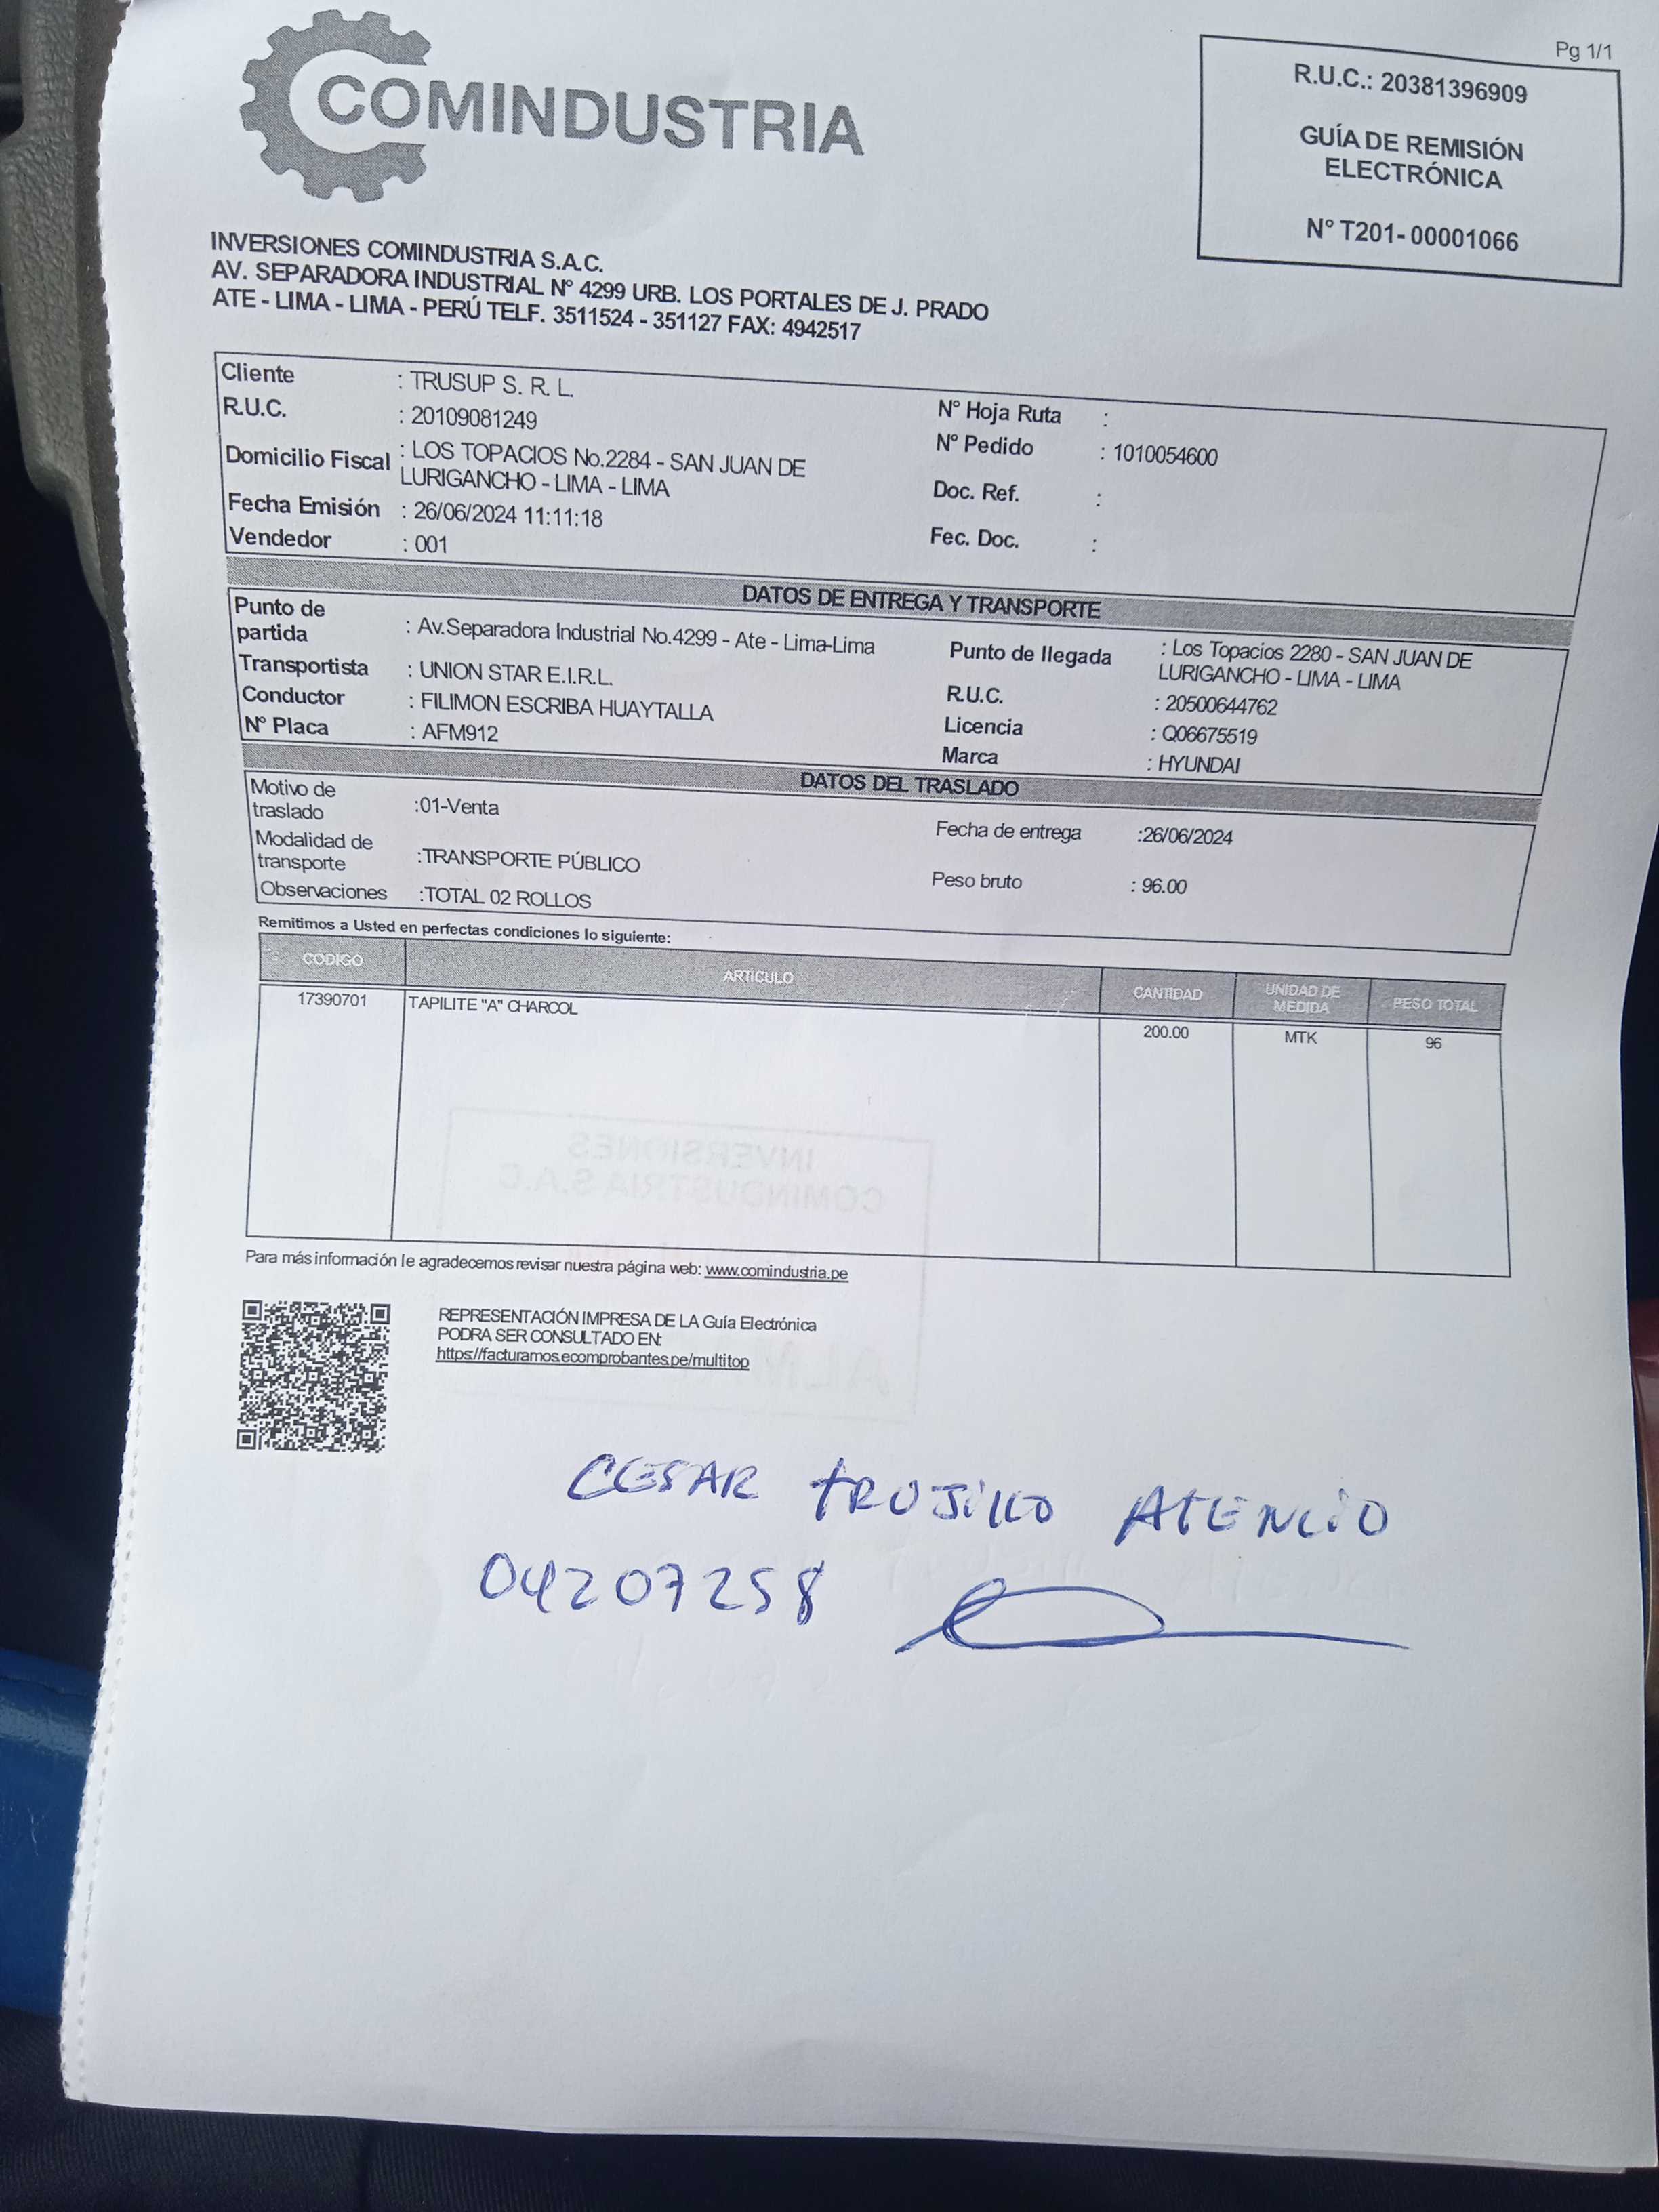 Pg 1/1
COMINDUSTRIA
R.U.C.: 20381396909
GUÍA DE REMISIÓN
ELECTRÓNICA
N° T201- 00001066
INVERSIONES COMINDUSTRIA S.A.C.
AV. SEPARADORA INDUSTRIAL N° 4299 URB. LOS PORTALES DE J. PRADO
ATE - LIMA - LIMA - PERÚ TELF. 3511524 - 351127 FAX: 4942517
Cliente : TRUSUP S. R. L.
R.U.C. : 20109081249
Domicilio Fiscal : LOS TOPACIOS No.2284 - SAN JUAN DE
LURIGANCHO - LIMA - LIMA
Fecha Emisión : 26/06/2024 11:11:18
Vendedor : 001
N° Hoja Ruta :
N° Pedido : 1010054600
Doc. Ref. :
Fec. Doc. :
DATOS DE ENTREGA Y TRANSPORTE
Punto de
partida : Av.Separadora Industrial No.4299 - Ate - Lima-Lima
Transportista : UNION STAR E.I.R.L.
Conductor : FILIMON ESCRIBA HUAYTALLA
N° Placa : AFM912
Punto de llegada : Los Topacios 2280 - SAN JUAN DE
LURIGANCHO - LIMA - LIMA
R.U.C. : 20500644762
Licencia : Q06675519
Marca : HYUNDAI
DATOS DEL TRASLADO
Motivo de
traslado :01-Venta
Modalidad de
transporte :TRANSPORTE PÚBLICO
Observaciones :TOTAL 02 ROLLOS
Fecha de entrega :26/06/2024
Peso bruto : 96.00
Remitimos a Usted en perfectas condiciones lo siguiente:
CÓDIGO ARTÍCULO CANTIDAD UNIDAD DE MEDIDA PESO TOTAL
17390701 TAPILITE "A" CHARCOL 200.00 MTK 96
INVERSIONES
COMINDUSTRIA S.A.C.
Para más información le agradecemos revisar nuestra página web: www.comindustria.pe
REPRESENTACIÓN IMPRESA DE LA Guía Electrónica
PODRA SER CONSULTADO EN:
https://facturamos.ecomprobantes.pe/multitop
CESAR TRUJILLO ATENCIO
04207258